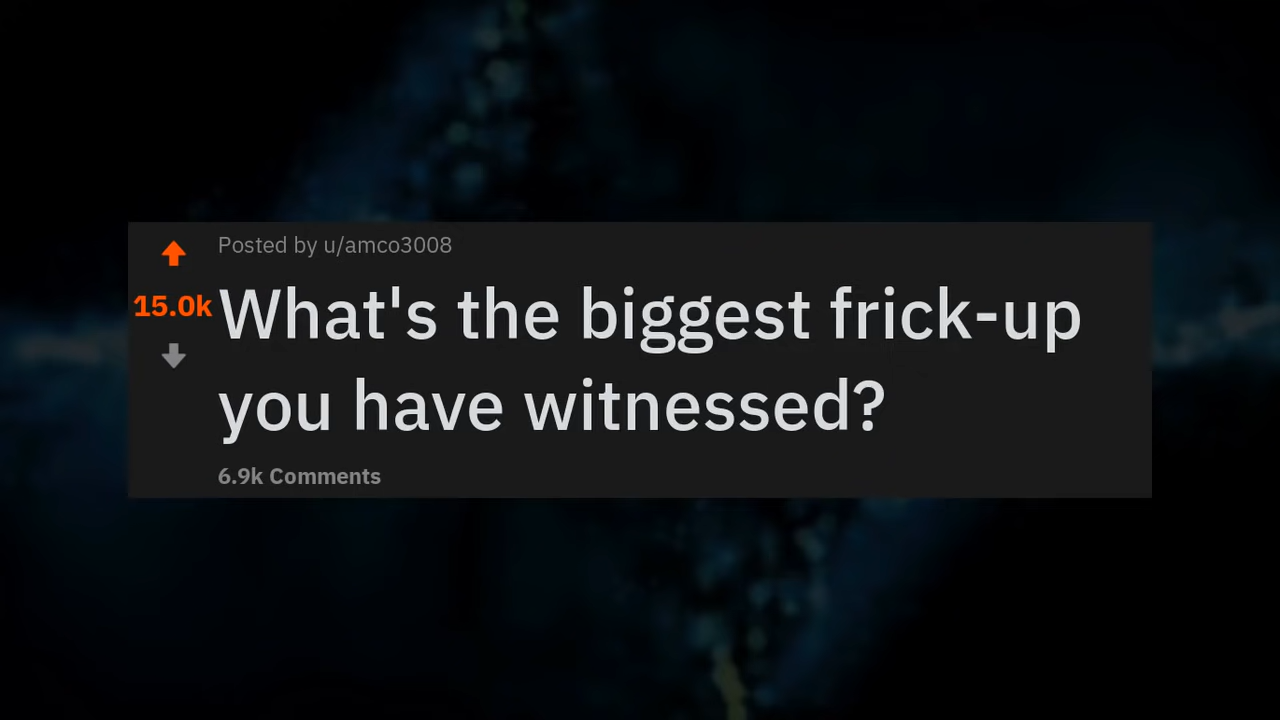 Posted by u/amco3008
15.0k
What's the biggest frick-up
you have witnessed?
6.9k Comments